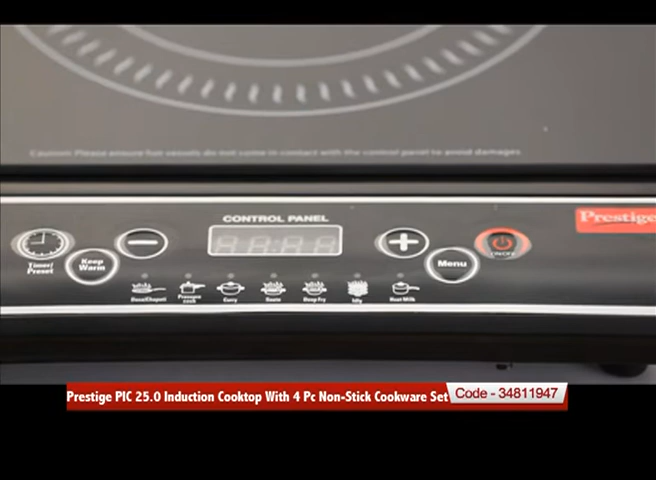 Caution: Please ensure hot vessels do not come in contact with the control panel to avoid damages.
CONTROL PANEL
Prestige
Timer/
Preset
Keep
Warm
Menu
ON/OFF
Dosa/Chapati
Pressure
cook
Curry
Saute
Deep Fry
Idly
Heat Milk
Prestige PIC 25.0 Induction Cooktop With 4 Pc Non-Stick Cookware Set
Code - 34811947